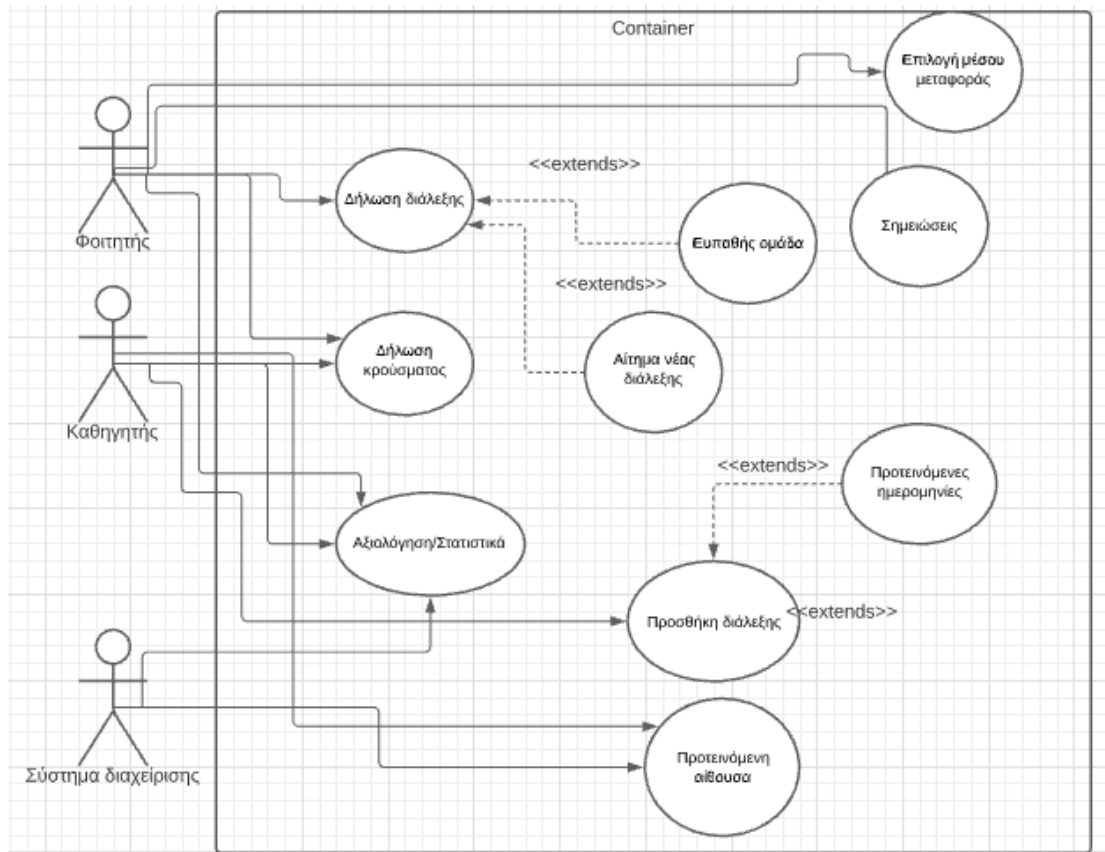 Container
Επιλογή μέσου
μεταφοράς
<<extends>>
Δήλωση διάλεξης
Σημειώσεις
Φοιτητής
Ευπαθής ομάδα
<<extends>>
Δήλωση
κρούσματος
Αίτημα νέας
διάλεξης
Καθηγητής
<<extends>>
Προτεινόμενες
ημερομηνίες
Αξιολόγηση/Στατιστικά
Προσθήκη διάλεξης
<<extends>>
Προτεινόμενη
αίθουσα
Σύστημα διαχείρισης